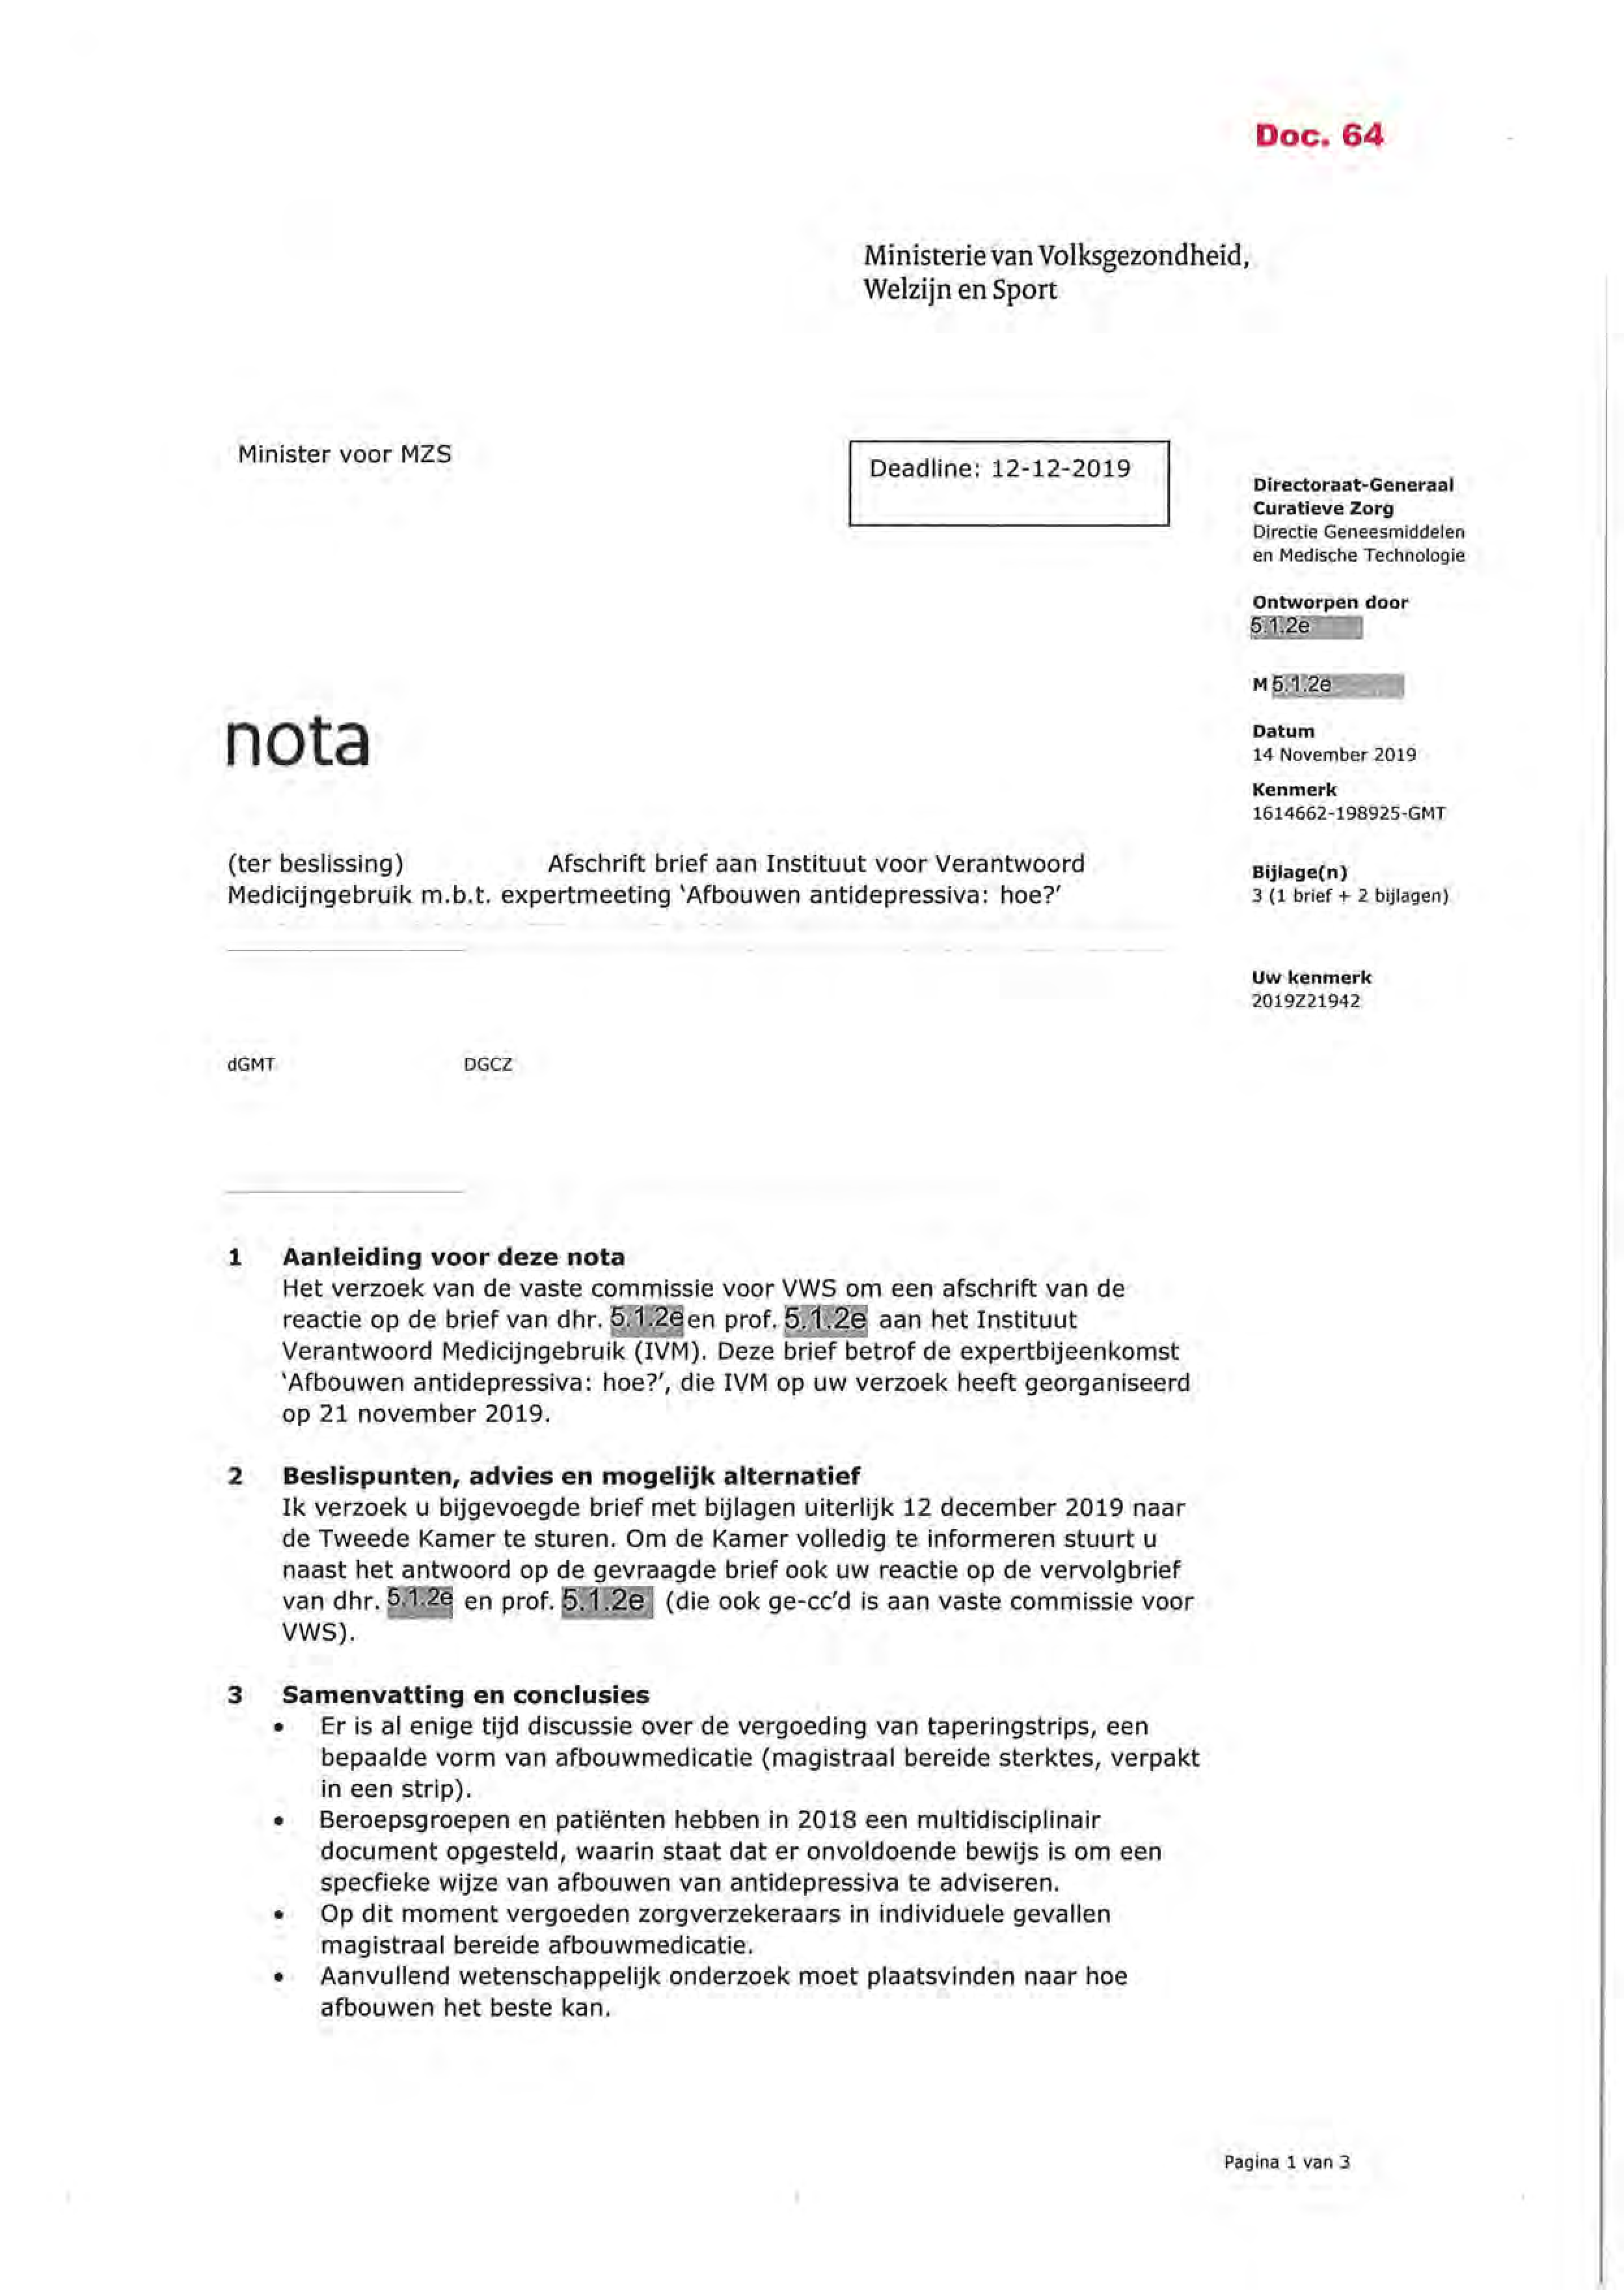 Doc. 64
Ministerie van Volksgezondheid,
Welzijn en Sport
Minister voor MZS
Deadline: 12-12-2019
Directoraat-Generaal
Curatieve Zorg
Directie Geneesmiddelen
en Medische Technologie
Ontworpen door
5.1.2e
M 5.1.2e
Datum
14 November 2019
Kenmerk
1614662-198925-GMT
Bijlage(n)
3 (1 brief + 2 bijlagen)
Uw kenmerk
2019Z21942
nota
(ter beslissing) Afschrift brief aan Instituut voor Verantwoord
Medicijngebruik m.b.t. expertmeeting ‘Afbouwen antidepressiva: hoe?’
dGMT DGCZ
1 Aanleiding voor deze nota
Het verzoek van de vaste commissie voor VWS om een afschrift van de
reactie op de brief van dhr. 5.1.2e en prof. 5.1.2e aan het Instituut
Verantwoord Medicijngebruik (IVM). Deze brief betrof de expertbijeenkomst
‘Afbouwen antidepressiva: hoe?’, die IVM op uw verzoek heeft georganiseerd
op 21 november 2019.
2 Beslispunten, advies en mogelijk alternatief
Ik verzoek u bijgevoegde brief met bijlagen uiterlijk 12 december 2019 naar
de Tweede Kamer te sturen. Om de Kamer volledig te informeren stuurt u
naast het antwoord op de gevraagde brief ook uw reactie op de vervolgbrief
van dhr. 5.1.2e en prof. 5.1.2e (die ook ge-cc’d is aan vaste commissie voor
VWS).
3 Samenvatting en conclusies
• Er is al enige tijd discussie over de vergoeding van taperingstrips, een
bepaalde vorm van afbouwmedicatie (magistraal bereide sterktes, verpakt
in een strip).
• Beroepsgroepen en patiënten hebben in 2018 een multidisciplinair
document opgesteld, waarin staat dat er onvoldoende bewijs is om een
specfieke wijze van afbouwen van antidepressiva te adviseren.
• Op dit moment vergoeden zorgverzekeraars in individuele gevallen
magistraal bereide afbouwmedicatie.
• Aanvullend wetenschappelijk onderzoek moet plaatsvinden naar hoe
afbouwen het beste kan.
Pagina 1 van 3